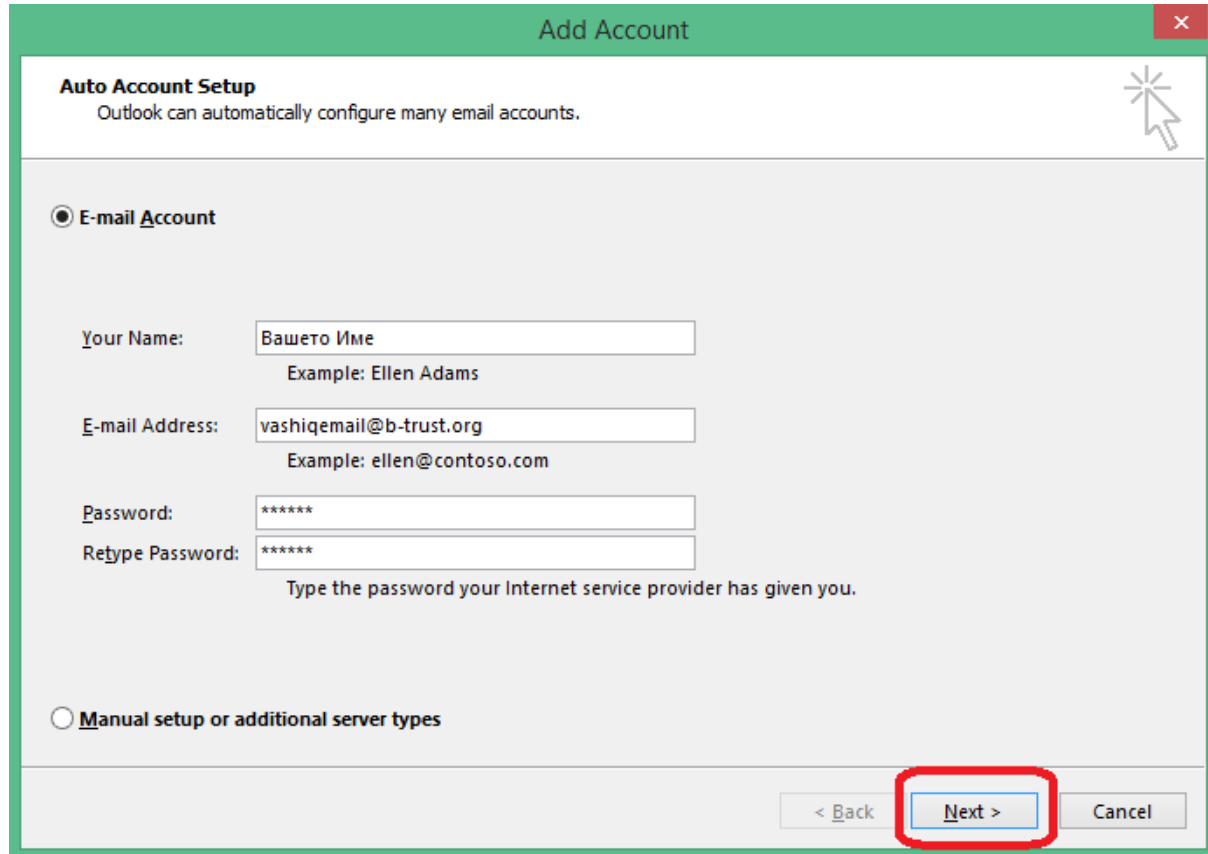 Add Account
Auto Account Setup
Outlook can automatically configure many email accounts.
E-mail Account
Your Name: Вашето Име
Example: Ellen Adams
E-mail Address: vashiqemail@b-trust.org
Example: ellen@contoso.com
Password: ******
Retype Password: ******
Type the password your Internet service provider has given you.
Manual setup or additional server types
< Back Next > Cancel